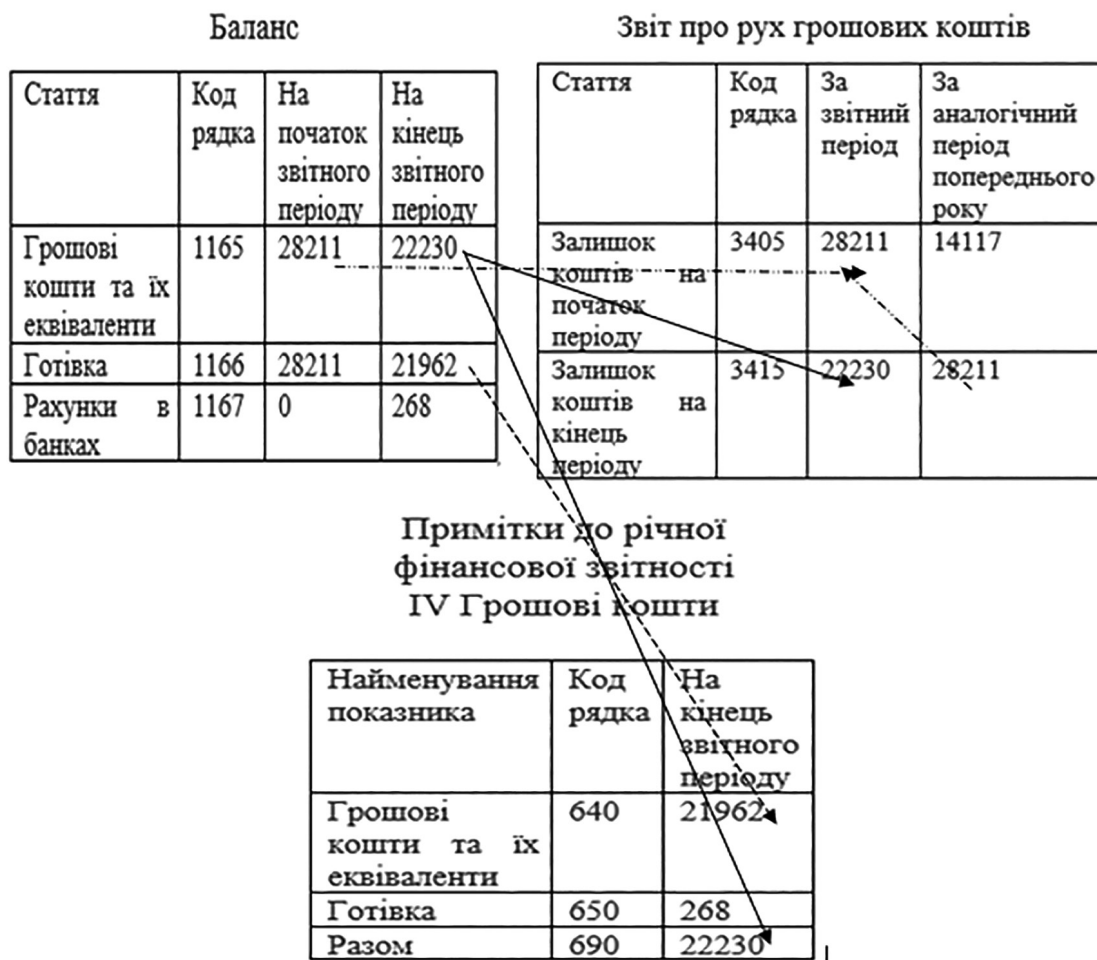 Баланс
Стаття Код На На
рядка початок кінець
звітного звітного
періоду періоду
Грошові 1165 28211 22230
кошти та їх
еквіваленти
Готівка 1166 28211 21962
Рахунки в 1167 0 268
банках
Звіт про рух грошових коштів
Стаття Код За За
рядка звітний аналогічний
період період
попереднього
року
Залишок 3405 28211 14117
коштів на
початок
періоду
Залишок 3415 22230 28211
коштів на
кінець
періоду
Примітки до річної
фінансової звітності
IV Грошові кошти
Найменування Код На
показника рядка кінець
звітного
періоду
Грошові 640 21962
кошти та їх
еквіваленти
Готівка 650 268
Разом 690 22230